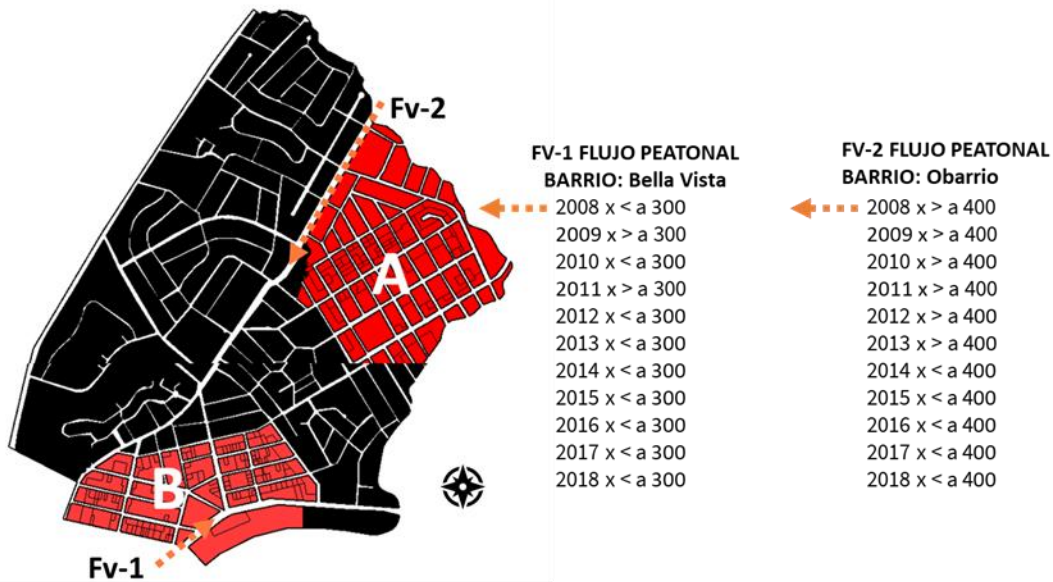 Fv-2
A
B
Fv-1
FV-1 FLUJO PEATONAL
BARRIO: Bella Vista
2008 x < a 300
2009 x > a 300
2010 x < a 300
2011 x > a 300
2012 x < a 300
2013 x < a 300
2014 x < a 300
2015 x < a 300
2016 x < a 300
2017 x < a 300
2018 x < a 300
FV-2 FLUJO PEATONAL
BARRIO: Obarrio
2008 x > a 400
2009 x > a 400
2010 x > a 400
2011 x > a 400
2012 x > a 400
2013 x > a 400
2014 x < a 400
2015 x < a 400
2016 x < a 400
2017 x < a 400
2018 x < a 400